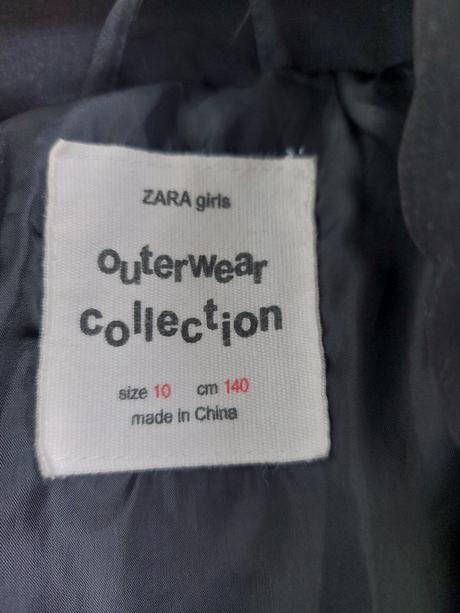 ZARA girls
outerwear
collection
size 10 cm 140
made in China